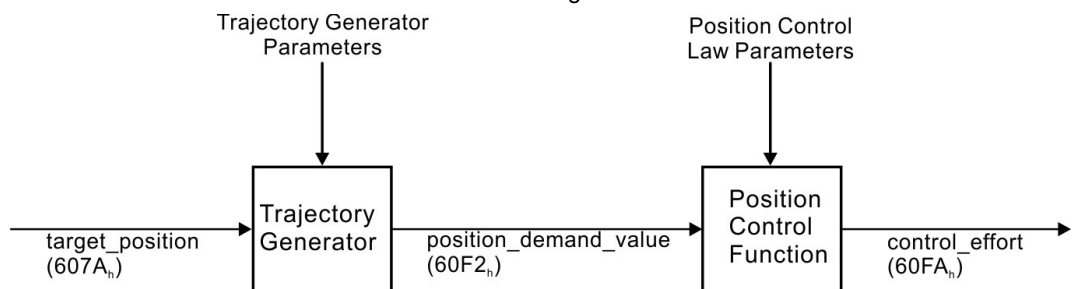 Trajectory Generator
Parameters
Position Control
Law Parameters
Trajectory
Generator
Position
Control
Function
target_position
(607Ah)
position_demand_value
(60F2h)
control_effort
(60FAh)